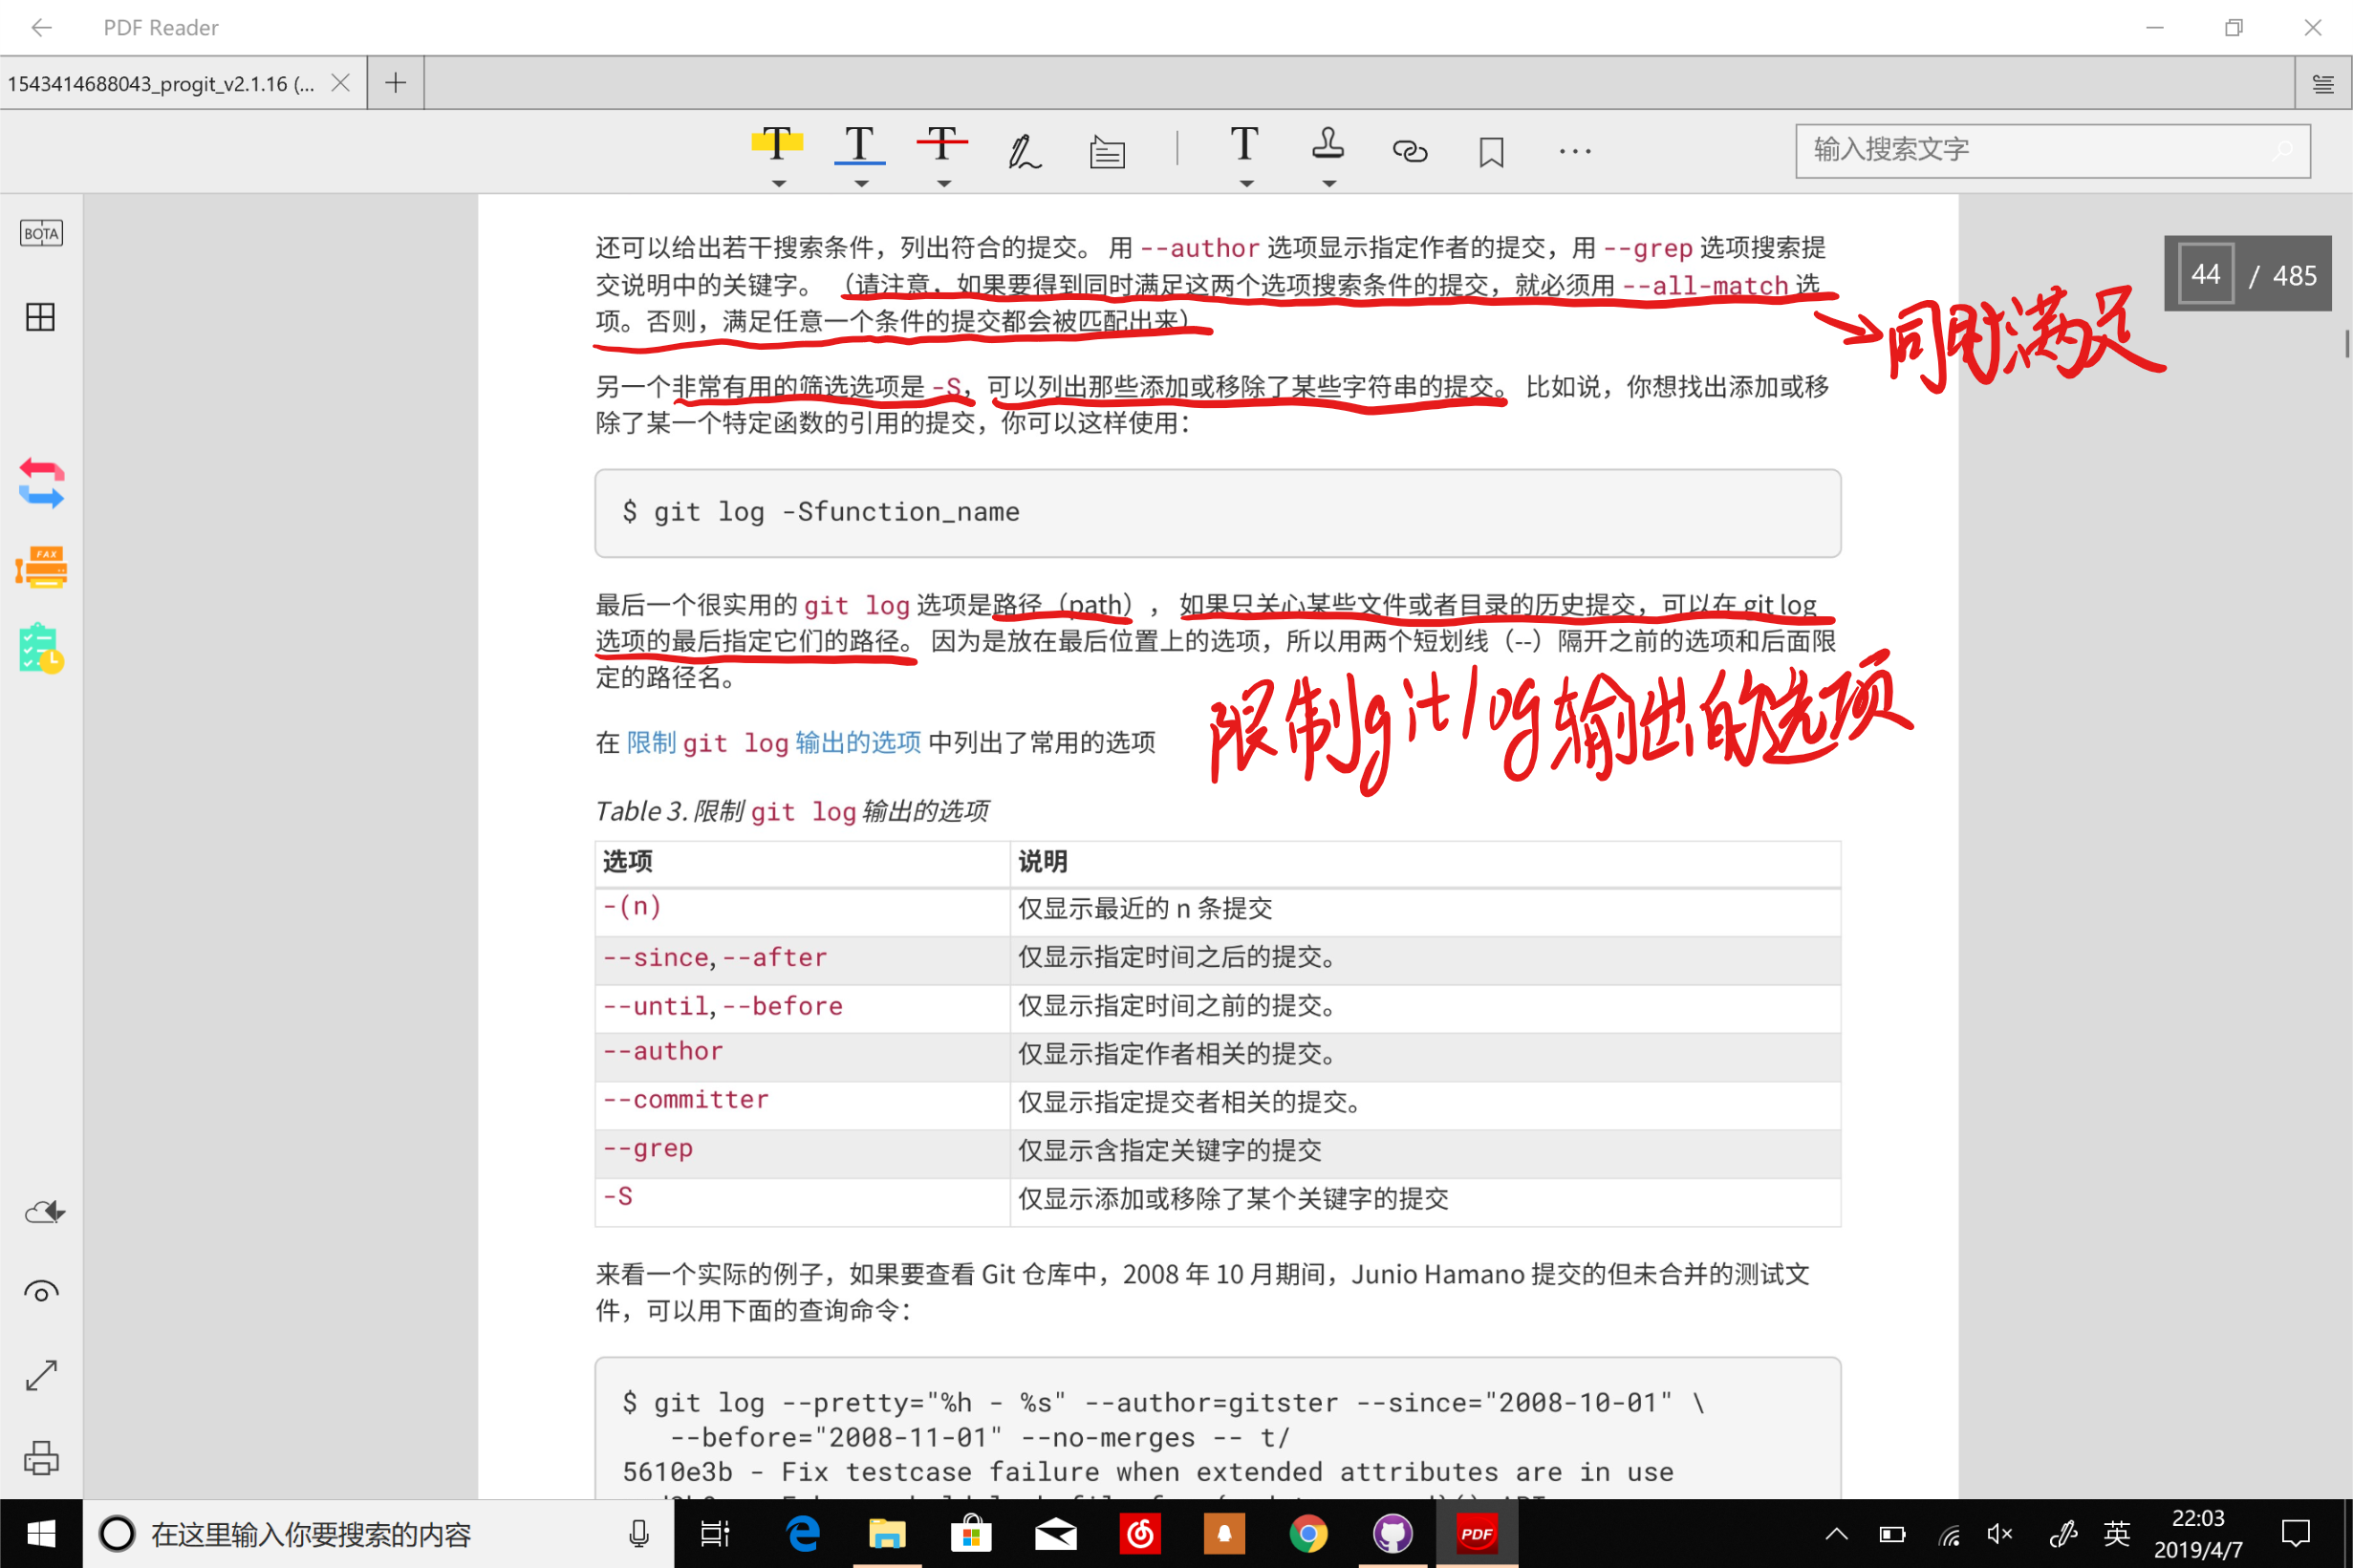 PDF Reader
1543414688043_progit_v2.1.16 (...
输入搜索文字
BOTA
44 / 485
还可以给出若干搜索条件，列出符合的提交。 用 --author 选项显示指定作者的提交，用 --grep 选项搜索提
交说明中的关键字。 （请注意，如果要得到同时满足这两个选项搜索条件的提交，就必须用 --all-match 选
项。否则，满足任意一个条件的提交都会被匹配出来）
同时满足
另一个非常有用的筛选选项是 -S，可以列出那些添加或移除了某些字符串的提交。 比如说，你想找出添加或移
除了某一个特定函数的引用的提交，你可以这样使用：
$ git log -Sfunction_name
最后一个很实用的 git log 选项是路径（path）， 如果只关心某些文件或者目录的历史提交，可以在 git log
选项的最后指定它们的路径。 因为是放在最后位置上的选项，所以用两个短划线（--）隔开之前的选项和后面限
定的路径名。
限制git log输出的选项
在 限制 git log 输出的选项 中列出了常用的选项
Table 3. 限制 git log 输出的选项
选项 说明
-(n) 仅显示最近的 n 条提交
--since, --after 仅显示指定时间之后的提交。
--until, --before 仅显示指定时间之前的提交。
--author 仅显示指定作者相关的提交。
--committer 仅显示指定提交者相关的提交。
--grep 仅显示含指定关键字的提交
-S 仅显示添加或移除了某个关键字的提交
来看一个实际的例子，如果要查看 Git 仓库中，2008 年 10 月期间，Junio Hamano 提交的但未合并的测试文
件，可以用下面的查询命令：
$ git log --pretty="%h - %s" --author=gitster --since="2008-10-01" \
--before="2008-11-01" --no-merges -- t/
5610e3b - Fix testcase failure when extended attributes are in use
FAX
在这里输入你要搜索的内容
PDF
英
22:03
2019/4/7